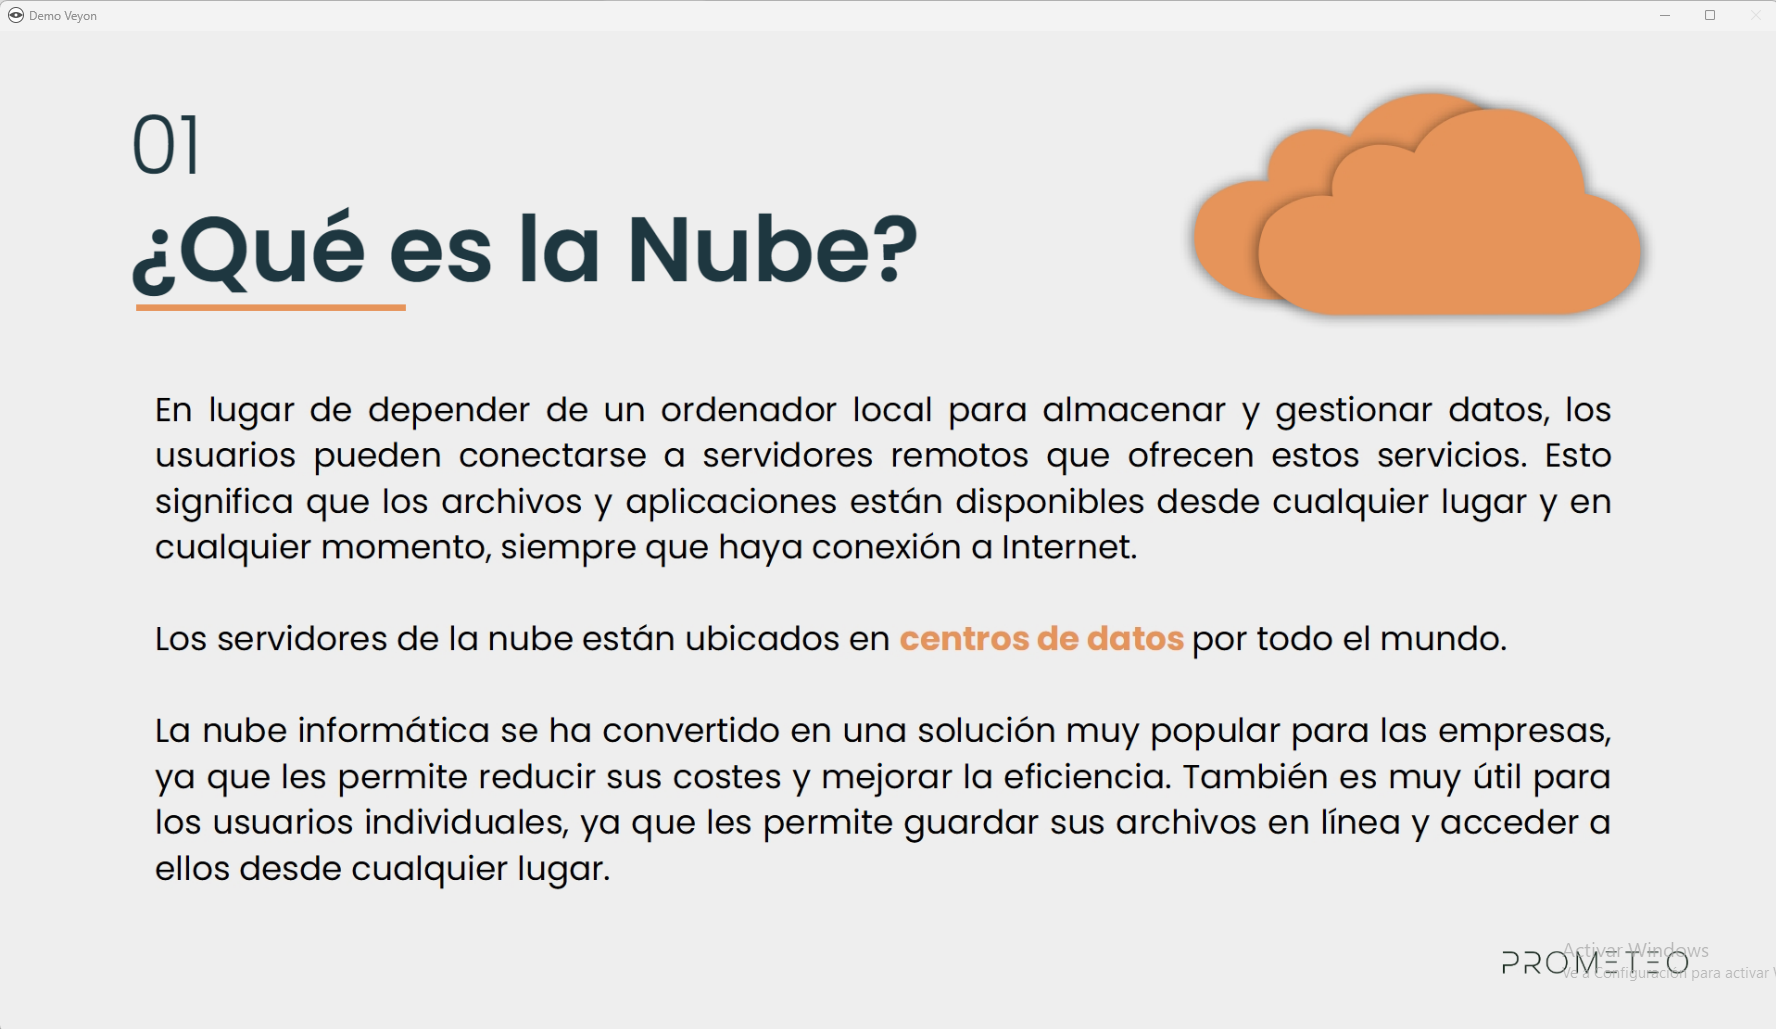 Demo Veyon
01
¿Qué es la Nube?
En lugar de depender de un ordenador local para almacenar y gestionar datos, los
usuarios pueden conectarse a servidores remotos que ofrecen estos servicios. Esto
significa que los archivos y aplicaciones están disponibles desde cualquier lugar y en
cualquier momento, siempre que haya conexión a Internet.
Los servidores de la nube están ubicados en centros de datos por todo el mundo.
La nube informática se ha convertido en una solución muy popular para las empresas,
ya que les permite reducir sus costes y mejorar la eficiencia. También es muy útil para
los usuarios individuales, ya que les permite guardar sus archivos en línea y acceder a
ellos desde cualquier lugar.
Activar Windows
PROMETEO
Ve a Configuración para activar